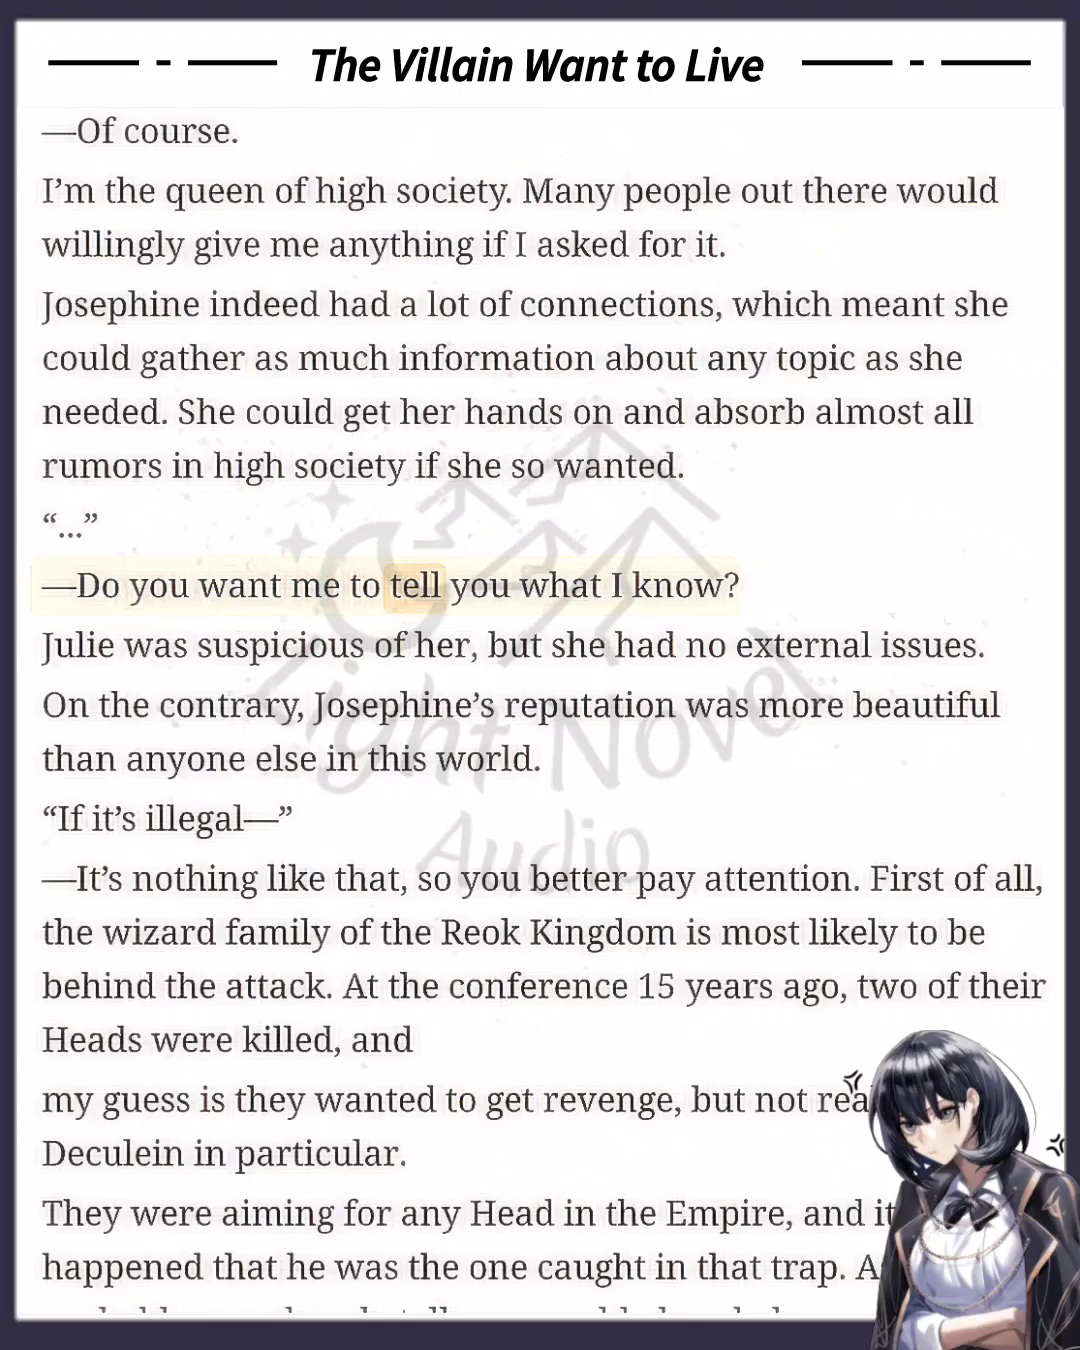 The Villain Want to Live
—Of course.
I’m the queen of high society. Many people out there would
willingly give me anything if I asked for it.
Josephine indeed had a lot of connections, which meant she
could gather as much information about any topic as she
needed. She could get her hands on and absorb almost all
rumors in high society if she so wanted.
“...”
—Do you want me to tell you what I know?
Julie was suspicious of her, but she had no external issues.
On the contrary, Josephine’s reputation was more beautiful
than anyone else in this world.
“If it’s illegal—”
—It’s nothing like that, so you better pay attention. First of all,
the wizard family of the Reok Kingdom is most likely to be
behind the attack. At the conference 15 years ago, two of their
Heads were killed, and
my guess is they wanted to get revenge, but not
Deculein in particular.
They were aiming for any Head in the Empire, and it
happened that he was the one caught in that trap.
Light Novel
Audio